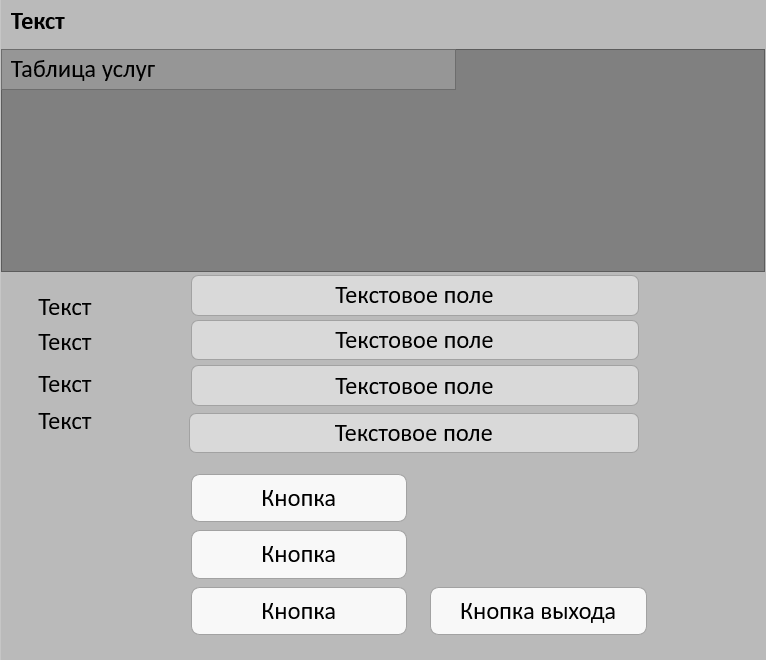 Текст
Таблица услуг
Текст Текстовое поле
Текст Текстовое поле
Текст Текстовое поле
Текст Текстовое поле
Кнопка
Кнопка
Кнопка Кнопка выхода